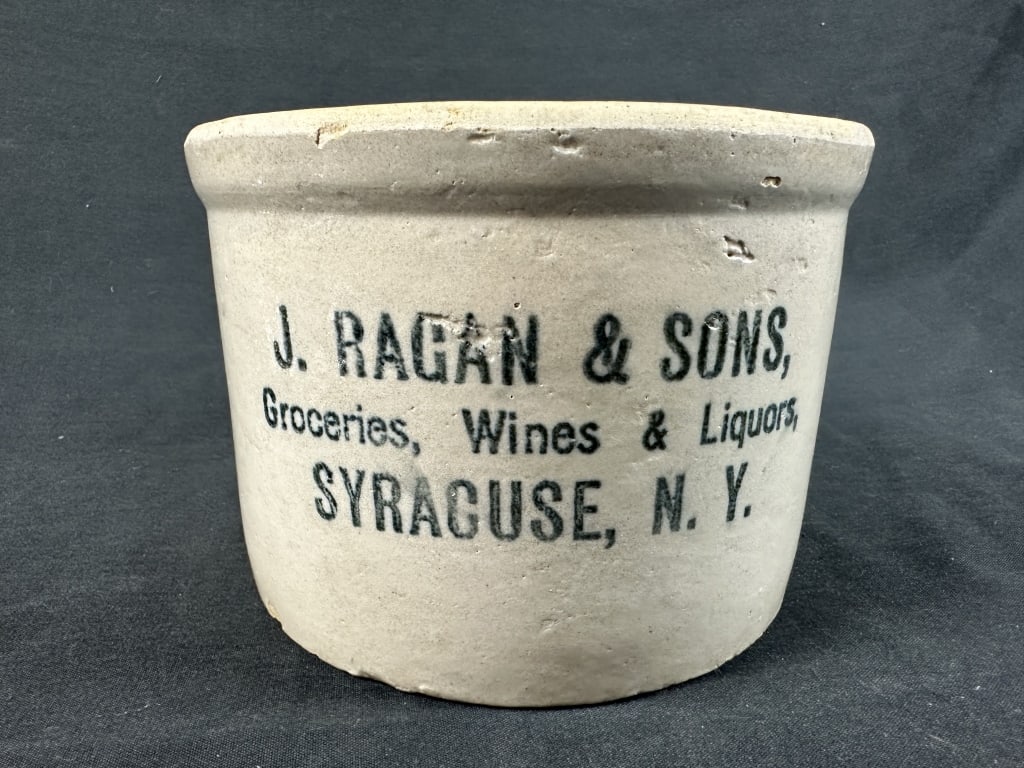 J. RAGAN & SONS,
Groceries, Wines & Liquors,
SYRACUSE, N. Y.